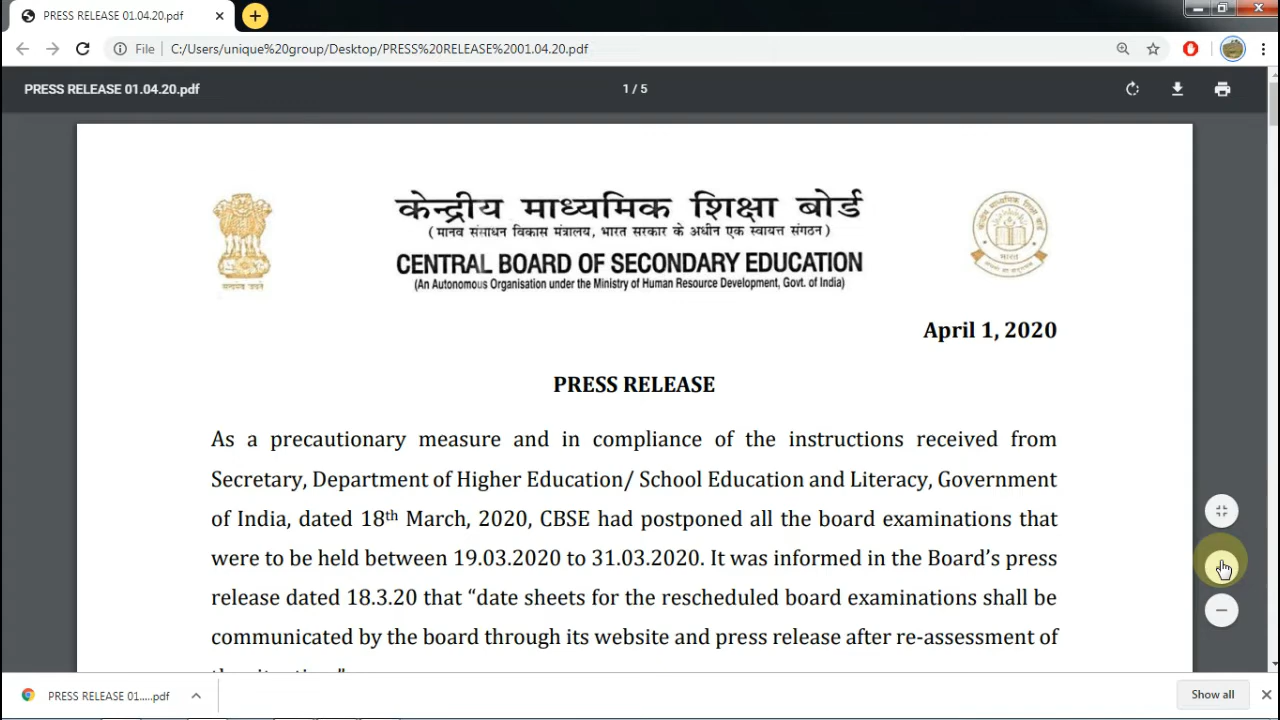 PRESS RELEASE 01.04.20.pdf
File C:/Users/unique%20group/Desktop/PRESS%20RELEASE%2001.04.20.pdf
PRESS RELEASE 01.04.20.pdf 1 / 5
केन्द्रीय माध्यमिक शिक्षा बोर्ड
(मानव संसाधन विकास मंत्रालय, भारत सरकार के अधीन एक स्वायत्त संगठन)
CENTRAL BOARD OF SECONDARY EDUCATION
(An Autonomous Organisation under the Ministry of Human Resource Development, Govt. of India)
सत्यमेव जयते
भारत
April 1, 2020
PRESS RELEASE
As a precautionary measure and in compliance of the instructions received from
Secretary, Department of Higher Education/ School Education and Literacy, Government
of India, dated 18th March, 2020, CBSE had postponed all the board examinations that
were to be held between 19.03.2020 to 31.03.2020. It was informed in the Board’s press
release dated 18.3.20 that “date sheets for the rescheduled board examinations shall be
communicated by the board through its website and press release after re-assessment of
PRESS RELEASE 01.....pdf
Show all